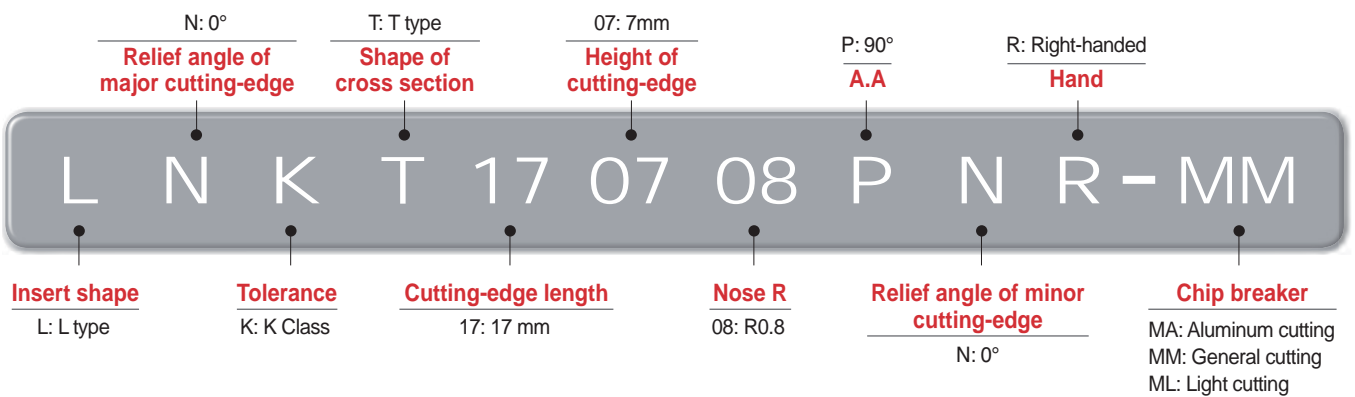 N: 0°
Relief angle of
major cutting-edge
T: T type
Shape of
cross section
07: 7mm
Height of
cutting-edge
P: 90°
A.A
R: Right-handed
Hand
L N K T 17 07 08 P N R - MM
Insert shape
L: L type
Tolerance
K: K Class
Cutting-edge length
17: 17 mm
Nose R
08: R0.8
Relief angle of minor
cutting-edge
N: 0°
Chip breaker
MA: Aluminum cutting
MM: General cutting
ML: Light cutting